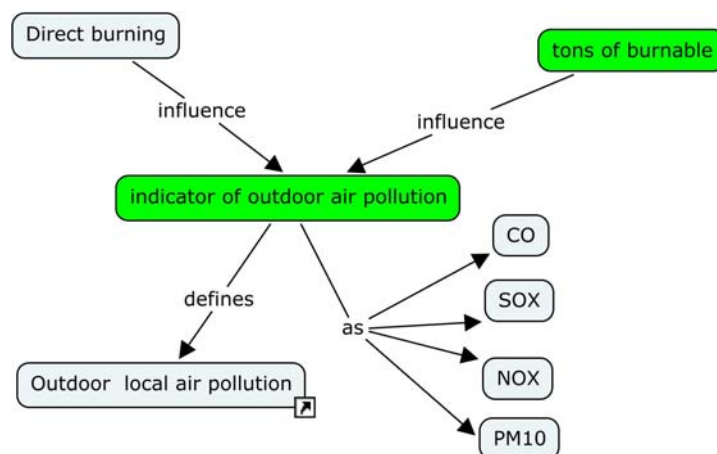 Direct burning
tons of burnable
influence
influence
indicator of outdoor air pollution
CO
SOX
defines
as
NOX
Outdoor local air pollution
PM10